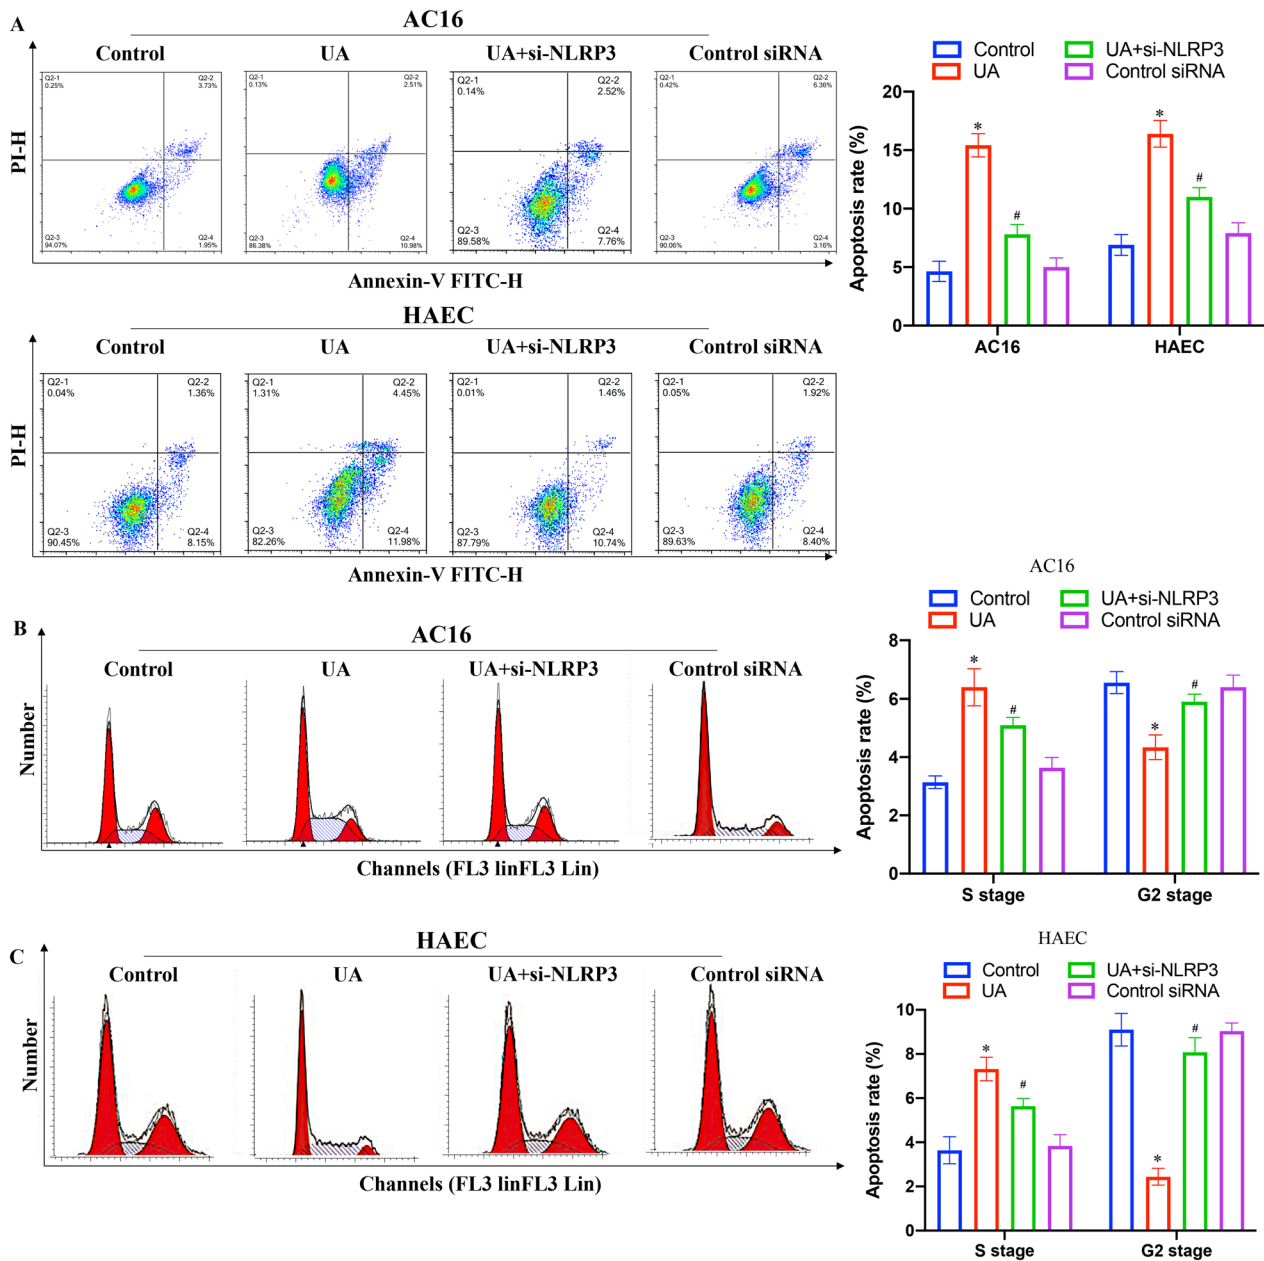 A
AC16
Control UA UA+si-NLRP3 Control siRNA
Q2-1 Q2-2 Q2-1 Q2-2 Q2-1 Q2-2 Q2-1 Q2-2
0.25% 3.73% 0.13% 2.51% 0.14% 2.52% 0.42% 6.36%
PI-H
Q2-3 Q2-4 Q2-3 Q2-4 Q2-3 Q2-4 Q2-3 Q2-4
94.07% 1.95% 86.38% 10.98% 89.58% 7.76% 90.06% 3.16%
Annexin-V FITC-H
Control UA+si-NLRP3
UA Control siRNA
Apoptosis rate (%)
20
15
10
5
0
* # * #
AC16 HAEC
HAEC
Control UA UA+si-NLRP3 Control siRNA
Q2-1 Q2-2 Q2-1 Q2-2 Q2-1 Q2-2 Q2-1 Q2-2
0.04% 1.36% 1.31% 4.45% 0.01% 1.46% 0.05% 1.92%
PI-H
Q2-3 Q2-4 Q2-3 Q2-4 Q2-3 Q2-4 Q2-3 Q2-4
90.45% 8.15% 82.26% 11.98% 87.79% 10.74% 89.63% 8.40%
Annexin-V FITC-H
B
AC16
Control UA UA+si-NLRP3 Control siRNA
Number
Channels (FL3 linFL3 Lin)
AC16
Control UA+si-NLRP3
UA Control siRNA
Apoptosis rate (%)
8
6
4
2
0
* # * #
S stage G2 stage
C
HAEC
Control UA UA+si-NLRP3 Control siRNA
Number
Channels (FL3 linFL3 Lin)
HAEC
Control UA+si-NLRP3
UA Control siRNA
Apoptosis rate (%)
10
8
6
4
2
0
* # * #
S stage G2 stage